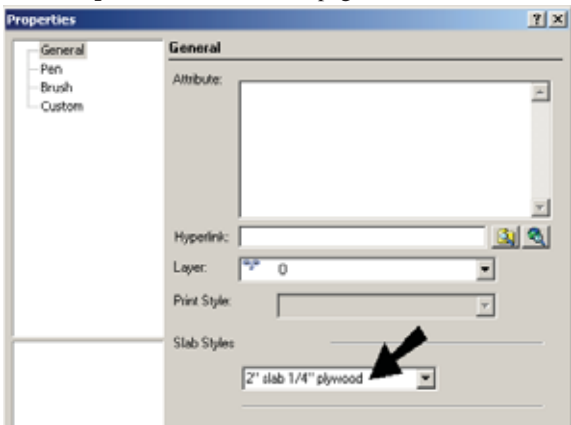 Properties
General
Pen
Brush
Custom
General
Attribute:
Hyperlink:
Layer: 0
Print Style:
Slab Styles
2" slab 1/4" plywood